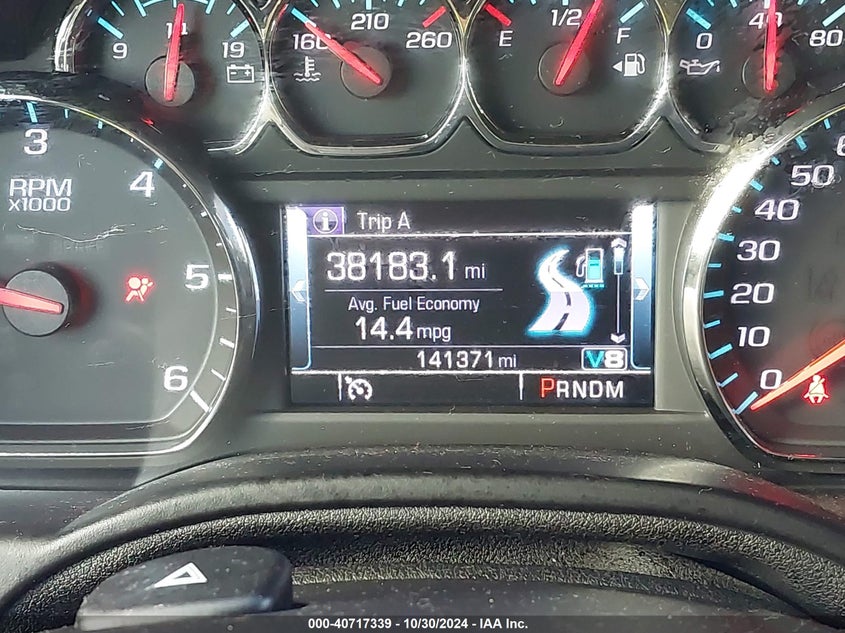 9 14 19
160 210 260
E 1/2 F
0 40 80
RPM
x1000
3
4
5
6
Trip A
38183.1 mi
Avg. Fuel Economy
14.4 mpg
141371 mi V8
PRNDM
50
40
30
20
10
0
000-40717339 - 10/30/2024 - IAA Inc.